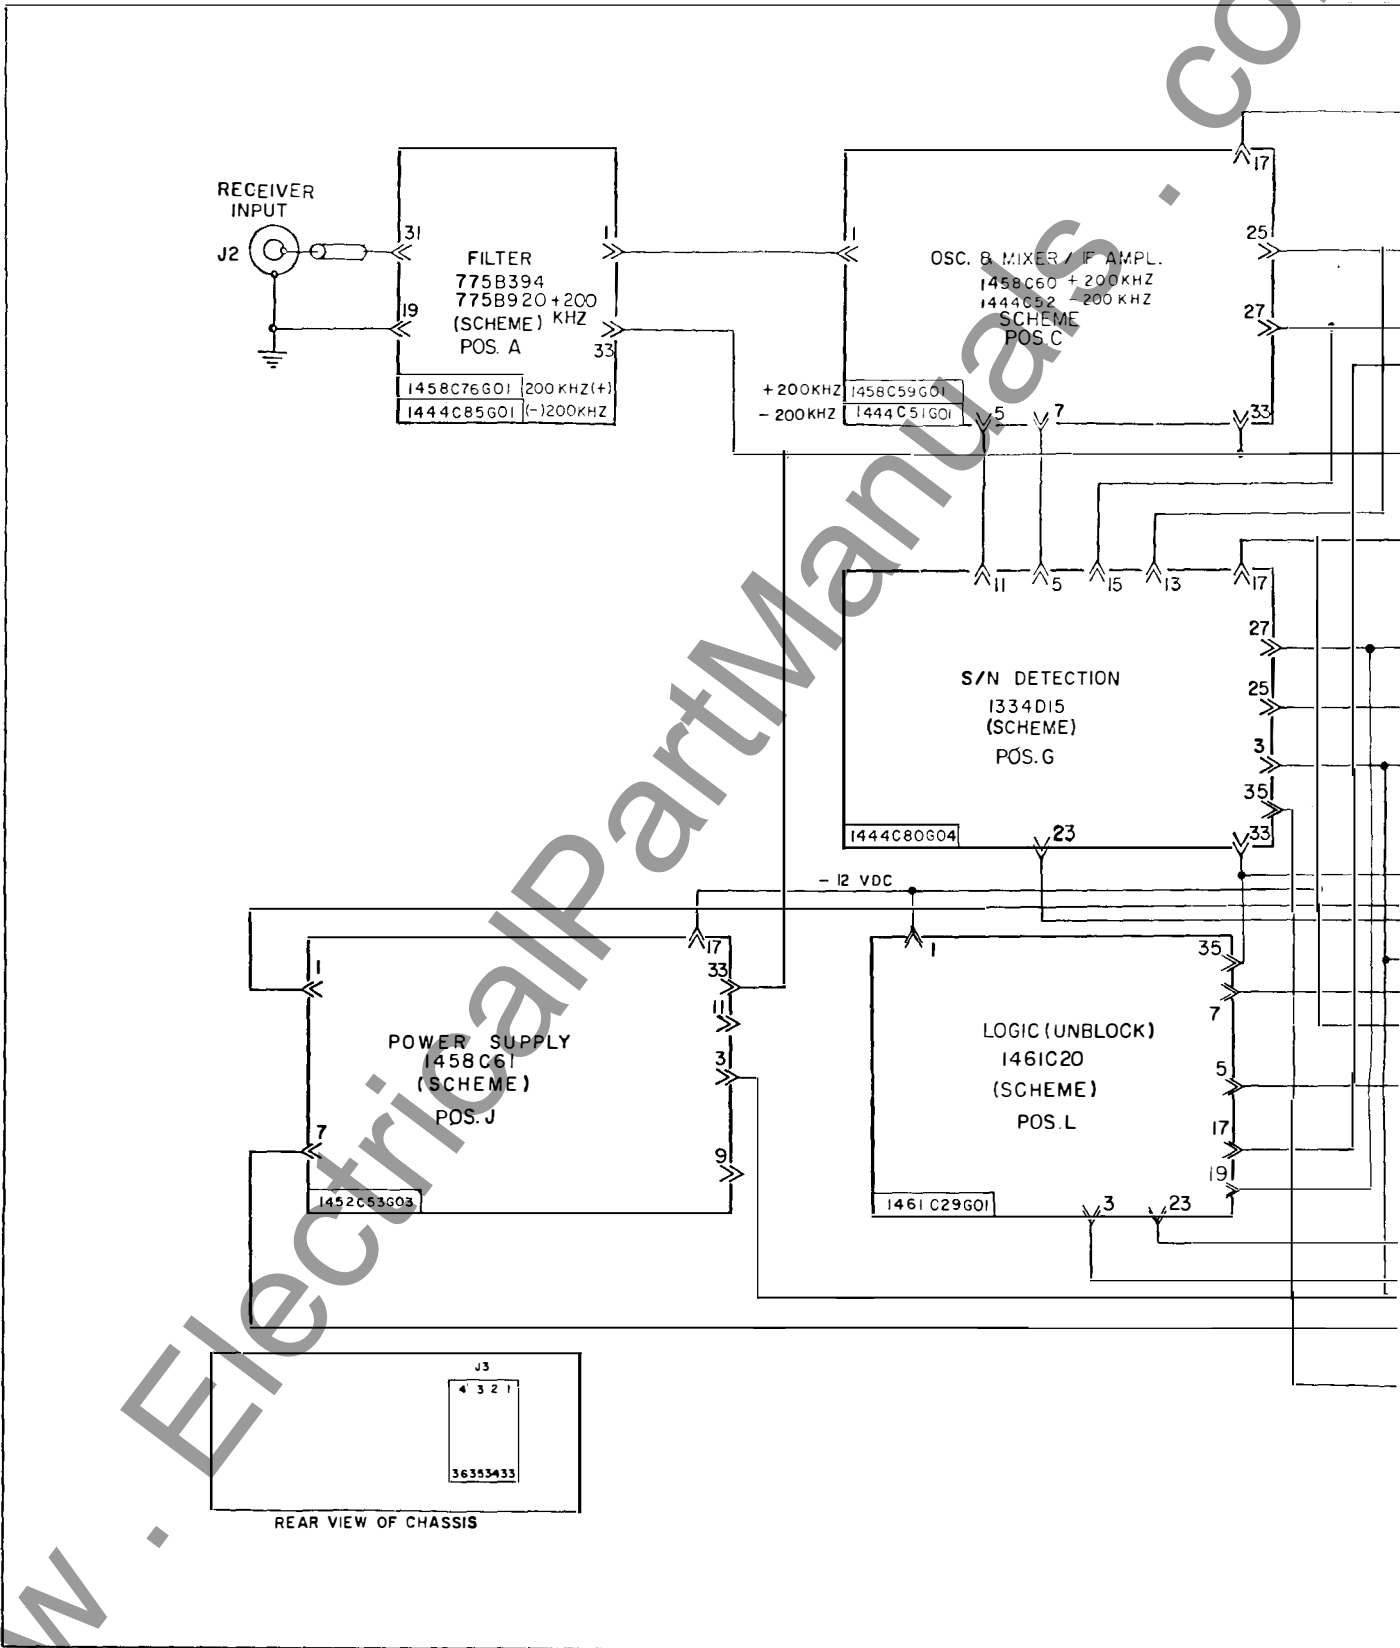 17
RECEIVER
INPUT
J2
31
1
19
33
FILTER
775B394
775B920 +200
(SCHEME) KHZ
POS. A
1458C76G01 200 KHZ(+)
1444C85G01 (-)200KHZ
1
25
27
OSC. & MIXER / IF AMPL.
1458C60 +200KHZ
1444C52 -200 KHZ
SCHEME
POS C
+200KHZ 1458C59G01
-200KHZ 1444C51G01
5 7 33
11 5 15 13 17
27
25
3
35
S/N DETECTION
1334D15
(SCHEME)
POS. G
1444C80G04
23 33
- 12 VDC
17
1
33
11
3
7
9
POWER SUPPLY
1458C61
(SCHEME)
POS. J
1452C53G03
1
35
7
5
17
19
LOGIC (UNBLOCK)
1461C20
(SCHEME)
POS. L
1461C29G01
3 23
J3
4 3 2 1
36353433
REAR VIEW OF CHASSIS
w . ElectricalPartManuals . co